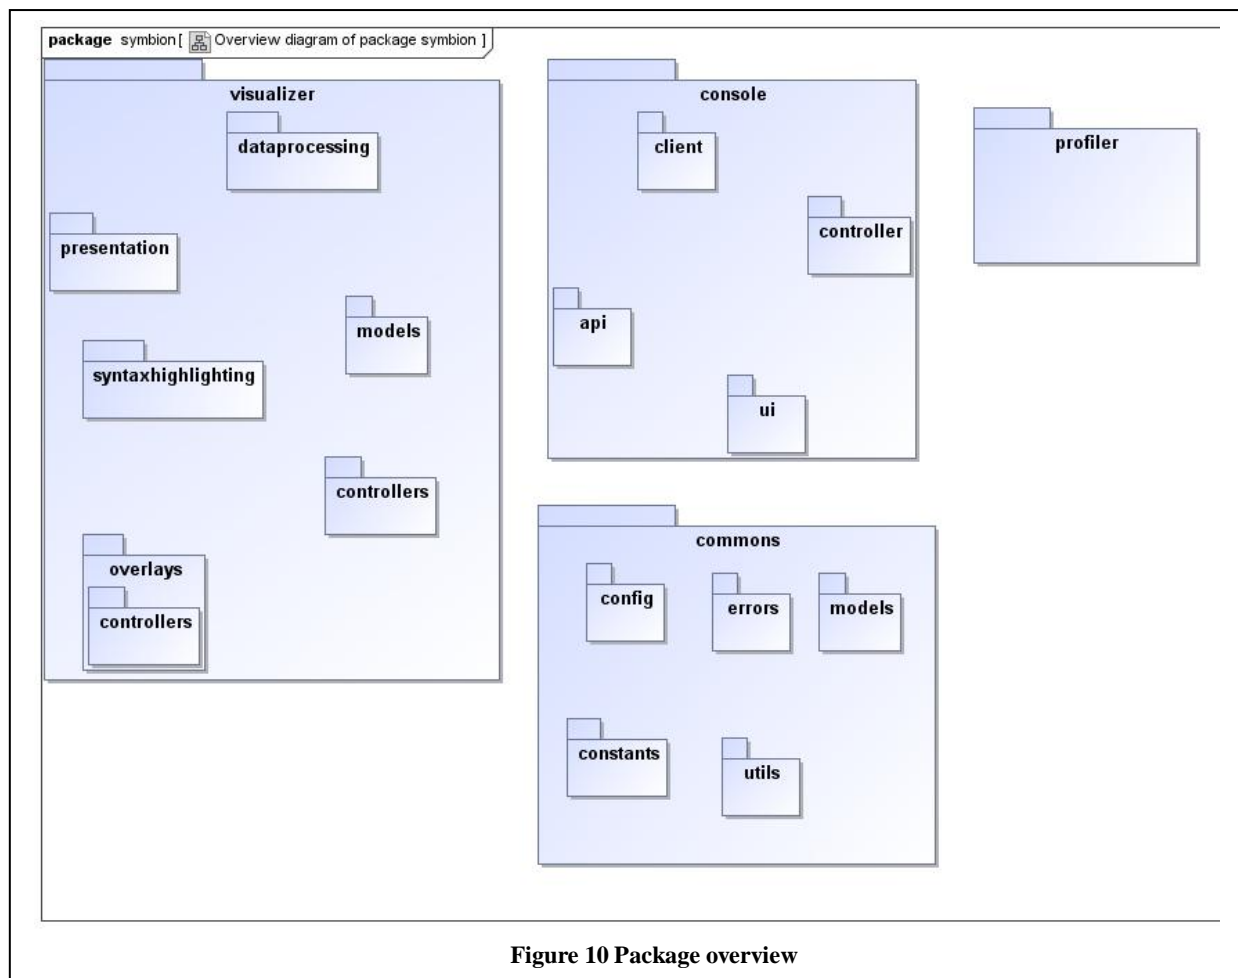 package symbion [ Overview diagram of package symbion ]
visualizer
dataprocessing
presentation
models
syntaxhighlighting
controllers
overlays
controllers
console
client
controller
api
ui
profiler
commons
config
errors
models
constants
utils
Figure 10 Package overview